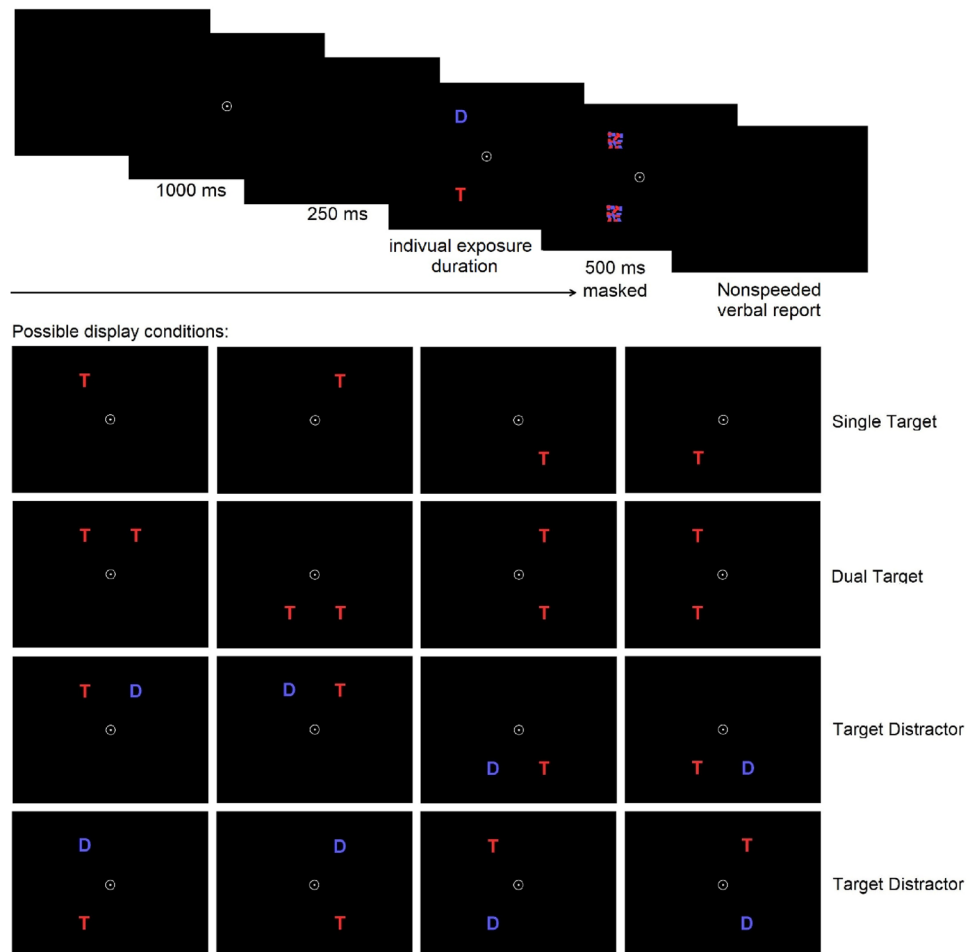 D
T
1000 ms
250 ms
indivual exposure
duration
500 ms
masked
Nonspeeded
verbal report
Possible display conditions:
T T T T Single Target
T T T T T T T T Dual Target
T D D T D T T D Target Distractor
D D T T
T T D D Target Distractor